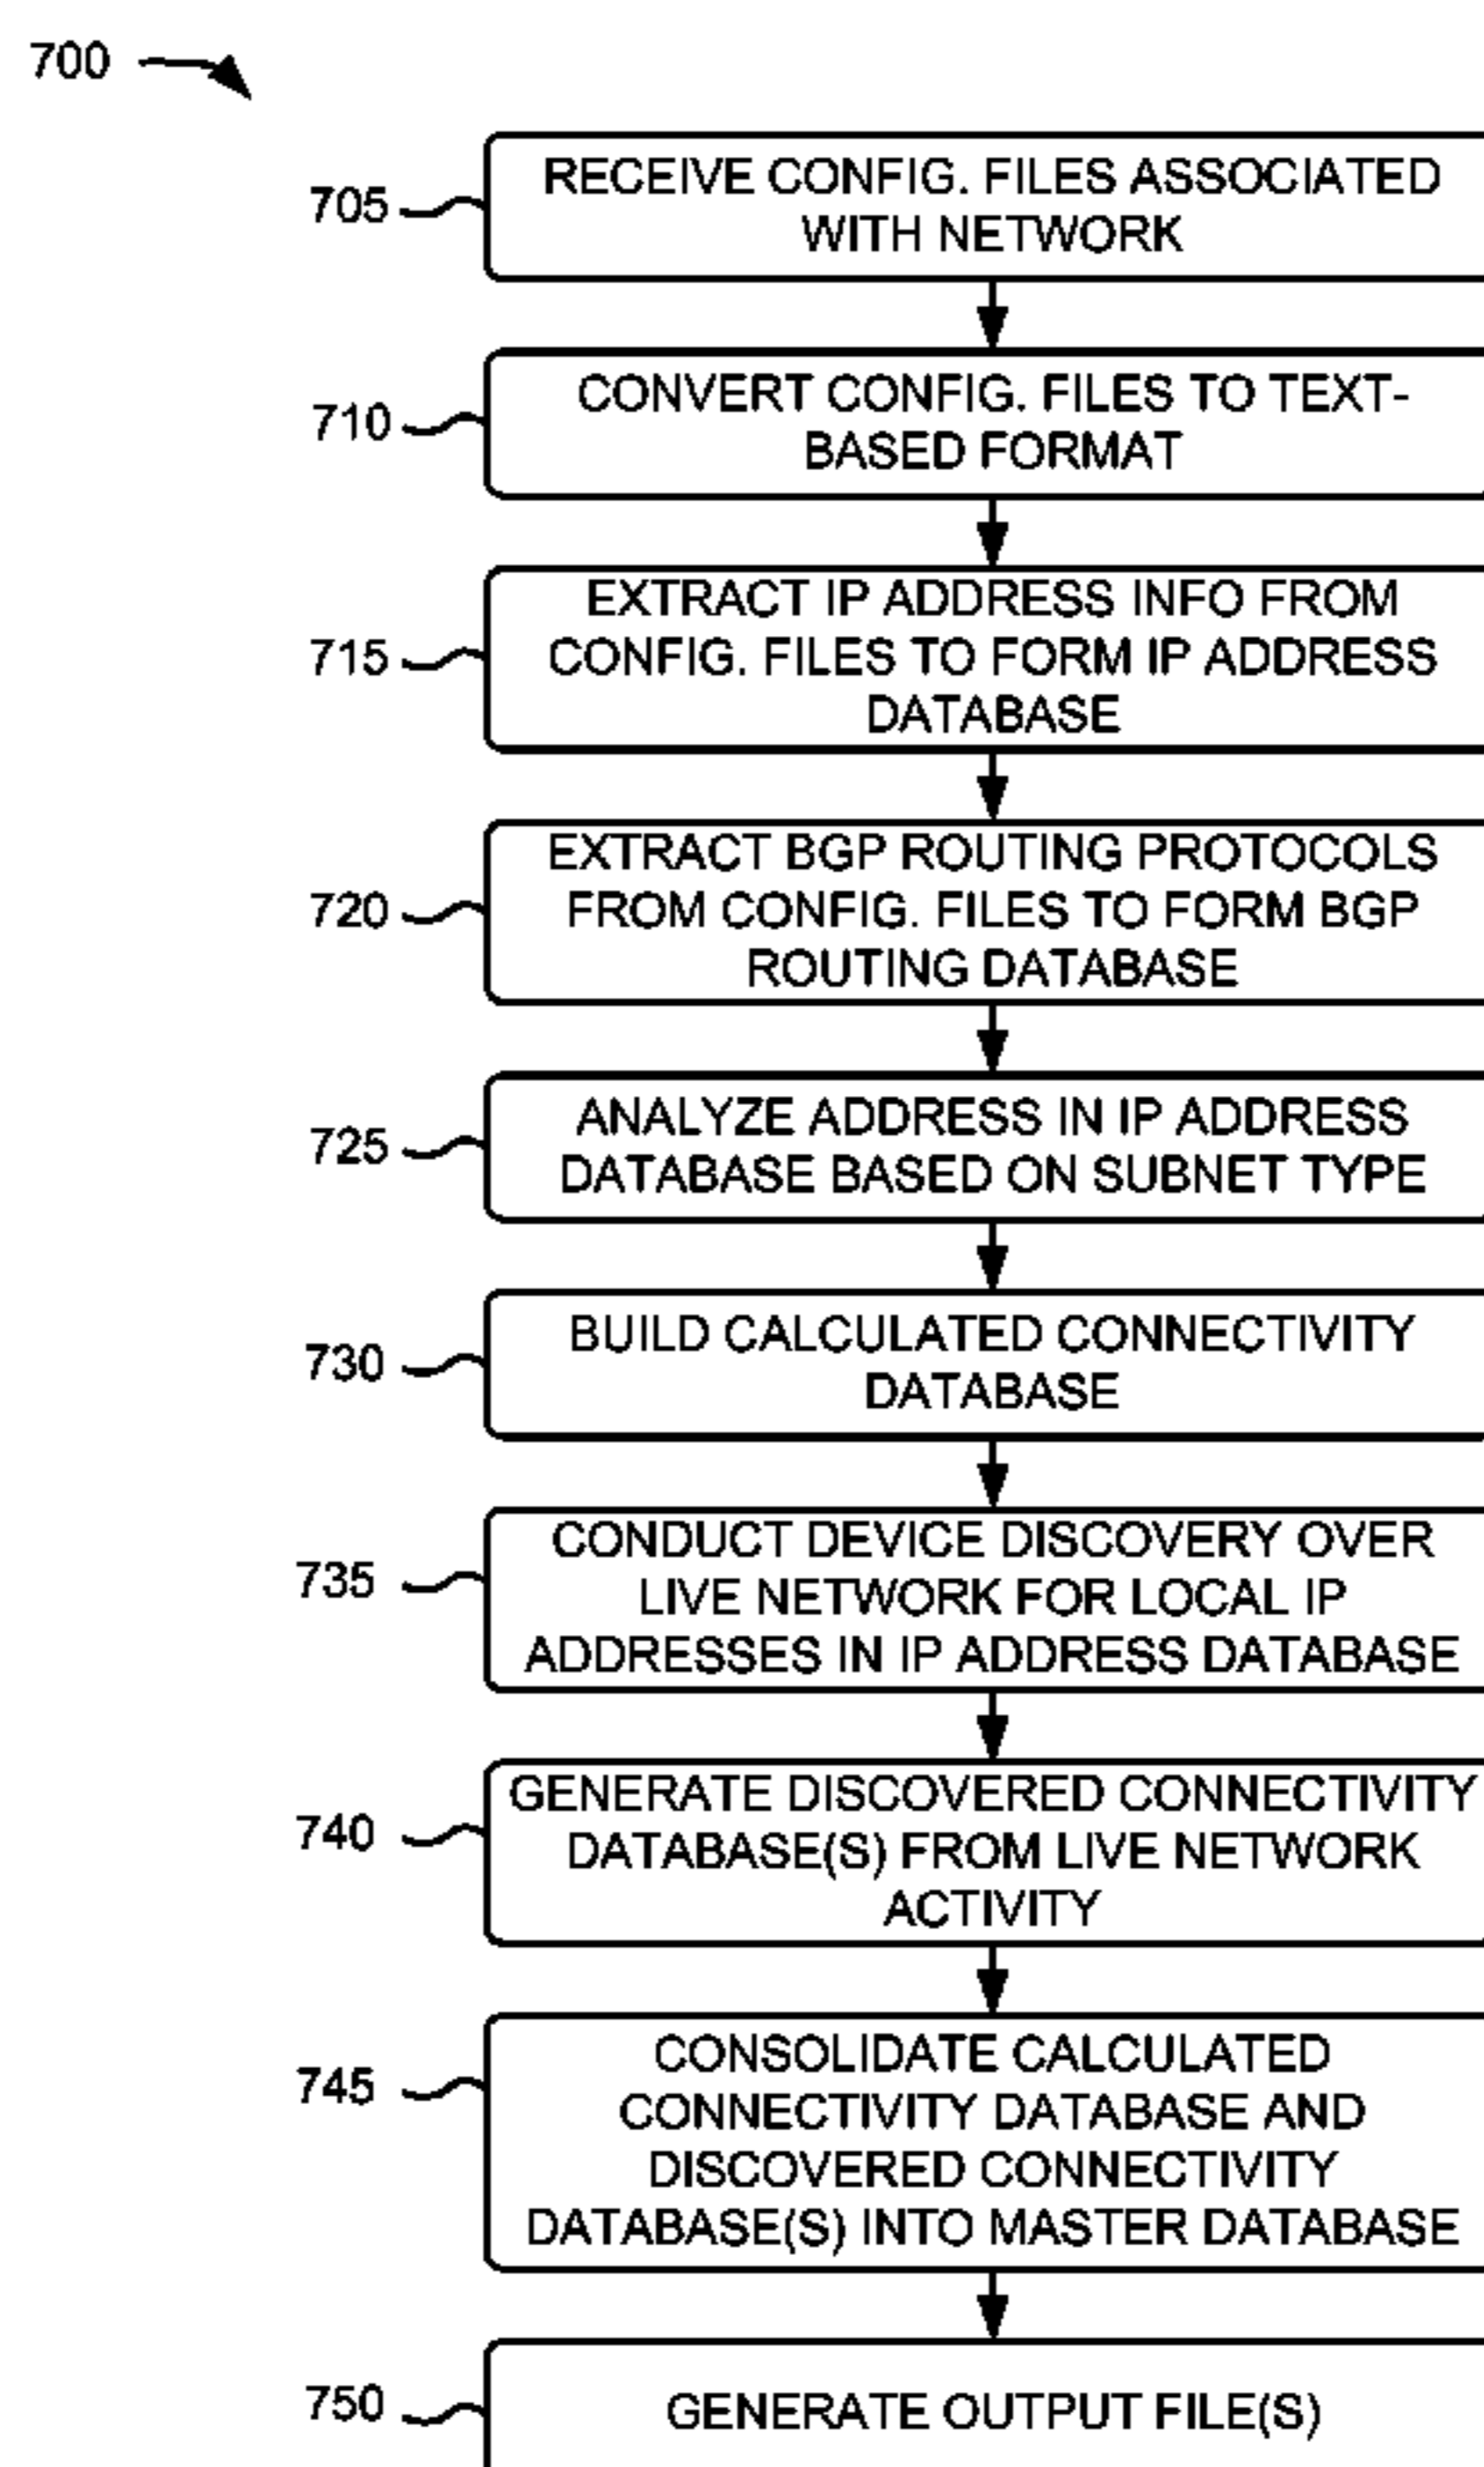 700
705
RECEIVE CONFIG. FILES ASSOCIATED
WITH NETWORK
710
CONVERT CONFIG. FILES TO TEXT-
BASED FORMAT
715
EXTRACT IP ADDRESS INFO FROM
CONFIG. FILES TO FORM IP ADDRESS
DATABASE
720
EXTRACT BGP ROUTING PROTOCOLS
FROM CONFIG. FILES TO FORM BGP
ROUTING DATABASE
725
ANALYZE ADDRESS IN IP ADDRESS
DATABASE BASED ON SUBNET TYPE
730
BUILD CALCULATED CONNECTIVITY
DATABASE
735
CONDUCT DEVICE DISCOVERY OVER
LIVE NETWORK FOR LOCAL IP
ADDRESSES IN IP ADDRESS DATABASE
740
GENERATE DISCOVERED CONNECTIVITY
DATABASE(S) FROM LIVE NETWORK
ACTIVITY
745
CONSOLIDATE CALCULATED
CONNECTIVITY DATABASE AND
DISCOVERED CONNECTIVITY
DATABASE(S) INTO MASTER DATABASE
750
GENERATE OUTPUT FILE(S)